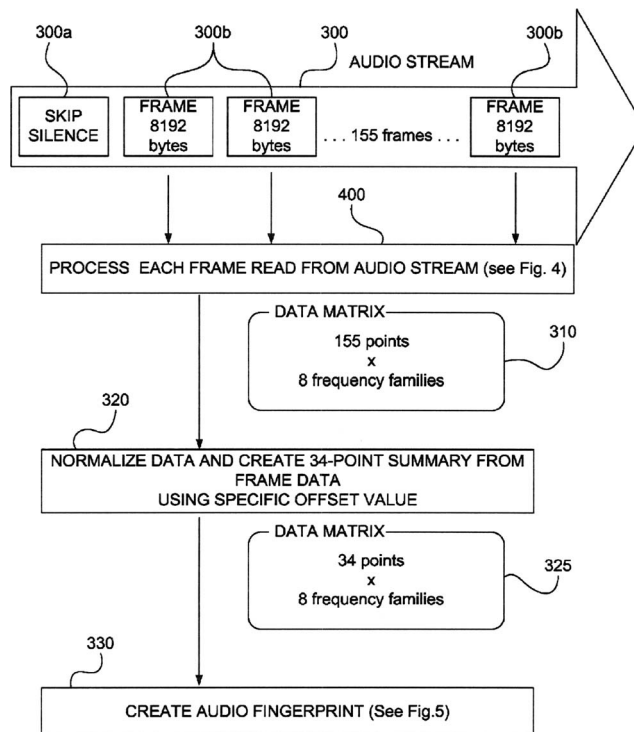 300a
300b
300
300b
AUDIO STREAM
SKIP
SILENCE
FRAME
8192
bytes
FRAME
8192
bytes
. . . 155 frames . . .
FRAME
8192
bytes
400
PROCESS EACH FRAME READ FROM AUDIO STREAM (see Fig. 4)
DATA MATRIX
155 points
x
8 frequency families
310
320
NORMALIZE DATA AND CREATE 34-POINT SUMMARY FROM
FRAME DATA
USING SPECIFIC OFFSET VALUE
DATA MATRIX
34 points
x
8 frequency families
325
330
CREATE AUDIO FINGERPRINT (See Fig.5)